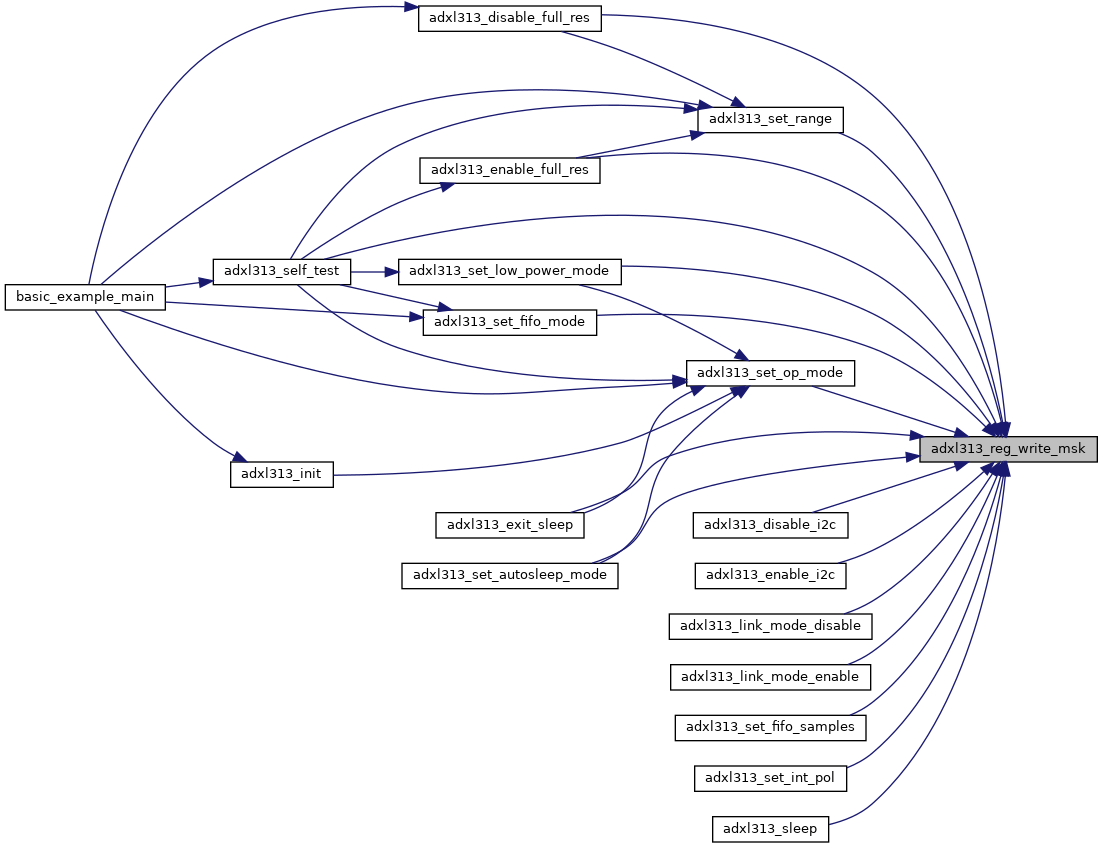 adxl313_disable_full_res
adxl313_set_range
adxl313_enable_full_res
adxl313_self_test
adxl313_set_low_power_mode
basic_example_main
adxl313_set_fifo_mode
adxl313_set_op_mode
adxl313_reg_write_msk
adxl313_init
adxl313_exit_sleep
adxl313_disable_i2c
adxl313_set_autosleep_mode
adxl313_enable_i2c
adxl313_link_mode_disable
adxl313_link_mode_enable
adxl313_set_fifo_samples
adxl313_set_int_pol
adxl313_sleep